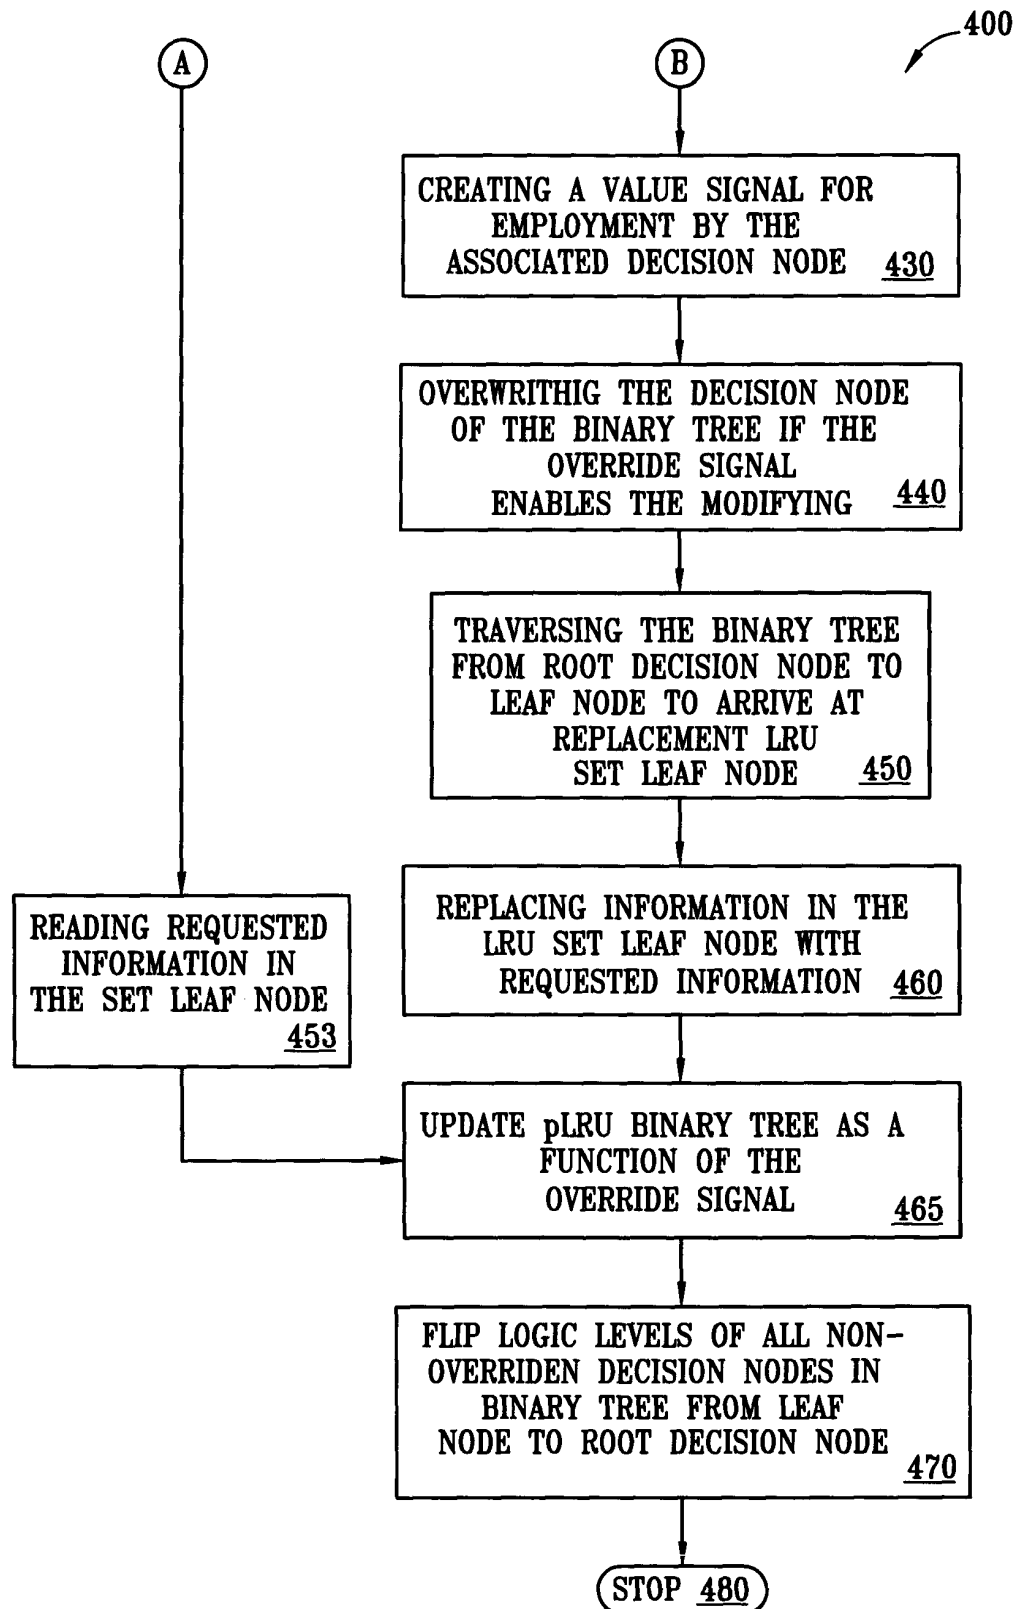 400
A
B
CREATING A VALUE SIGNAL FOR
EMPLOYMENT BY THE
ASSOCIATED DECISION NODE 430
OVERWRITHIG THE DECISION NODE
OF THE BINARY TREE IF THE
OVERRIDE SIGNAL
ENABLES THE MODIFYING 440
TRAVERSING THE BINARY TREE
FROM ROOT DECISION NODE TO
LEAF NODE TO ARRIVE AT
REPLACEMENT LRU
SET LEAF NODE 450
READING REQUESTED
INFORMATION IN
THE SET LEAF NODE
453
REPLACING INFORMATION IN THE
LRU SET LEAF NODE WITH
REQUESTED INFORMATION 460
UPDATE pLRU BINARY TREE AS A
FUNCTION OF THE
OVERRIDE SIGNAL 465
FLIP LOGIC LEVELS OF ALL NON-
OVERRIDEN DECISION NODES IN
BINARY TREE FROM LEAF
NODE TO ROOT DECISION NODE
470
STOP 480